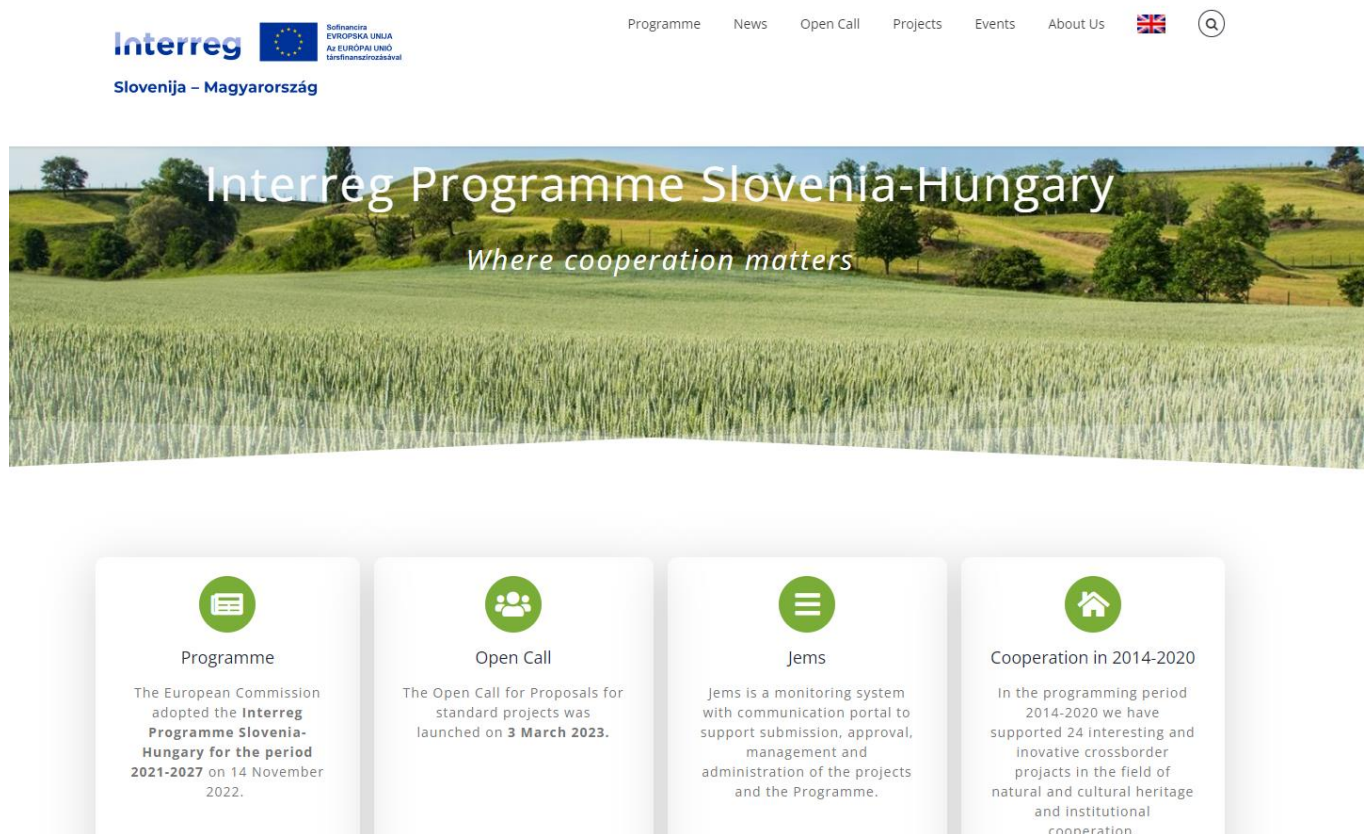 Interreg
Sofinancira
EVROPSKA UNIJA
Az EURÓPAI UNIÓ
társfinanszírozásával
Slovenija – Magyarország
Programme News Open Call Projects Events About Us
Interreg Programme Slovenia-Hungary
Where cooperation matters
Programme
The European Commission
adopted the Interreg
Programme Slovenia-
Hungary for the period
2021-2027 on 14 November
2022.
Open Call
The Open Call for Proposals for
standard projects was
launched on 3 March 2023.
Jems
Jems is a monitoring system
with communication portal to
support submission, approval,
management and
administration of the projects
and the Programme.
Cooperation in 2014-2020
In the programming period
2014-2020 we have
supported 24 interesting and
inovative crossborder
projacts in the field of
natural and cultural heritage
and institutional
cooperation.